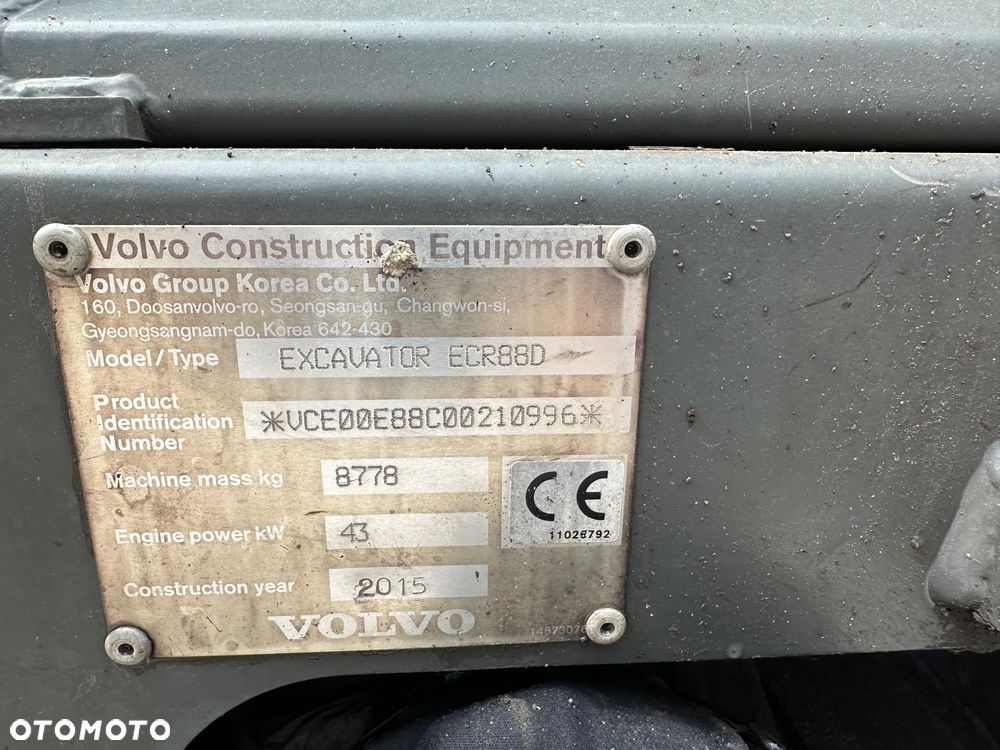 Volvo Construction Equipment
Volvo Group Korea Co. Ltd.
160, Doosanvolvo-ro, Seongsan-gu, Changwon-si,
Gyeongsangnam-do, Korea 642-430
Model/Type EXCAVATOR ECR88D
Product
Identification
Number
*VCE00E88C00210996*
Machine mass kg 8778
CE
11026792
Engine power kW 43
Construction year 2015
VOLVO
OTOMOTO